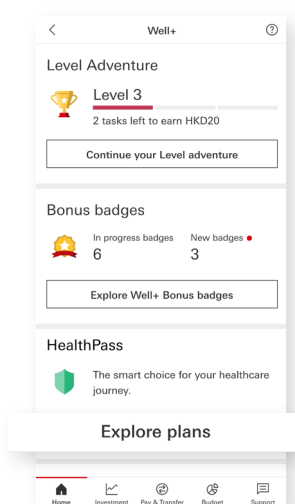 Well+
Level Adventure
Level 3
2 tasks left to earn HKD20
Continue your Level adventure
Bonus badges
In progress badges New badges
6 3
Explore Well+ Bonus badges
HealthPass
The smart choice for your healthcare
journey.
Explore plans
Home Investment Pay & Transfer Budget Support